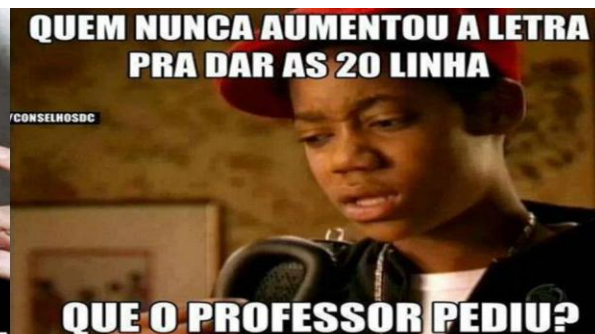 QUEM NUNCA AUMENTOU A LETRA
PRA DAR AS 20 LINHA
/CONSELHOSDC
QUE O PROFESSOR PEDIU?